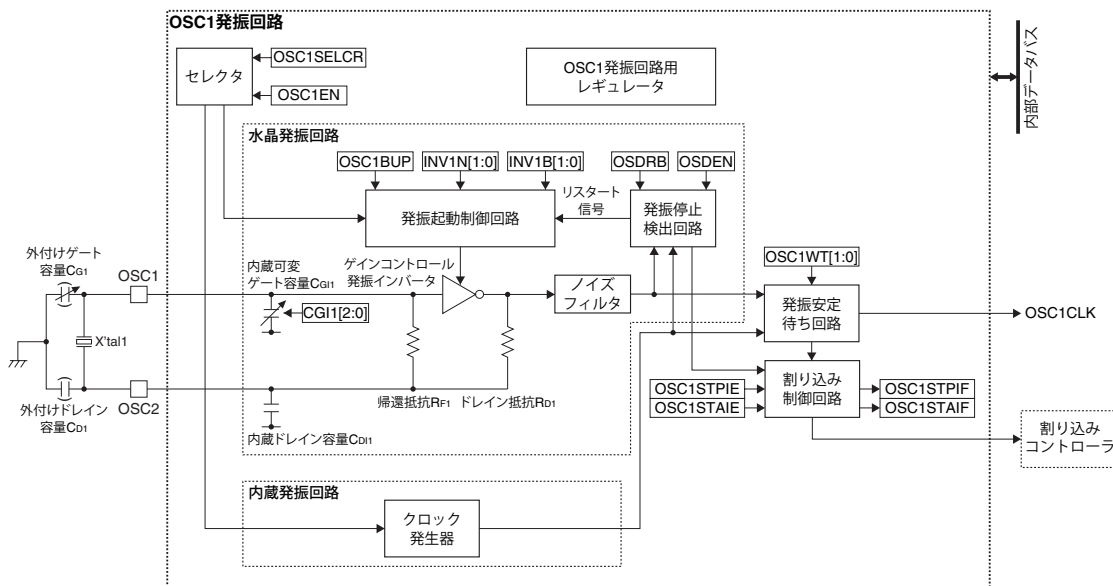 OSC1発振回路
セレクタ
OSC1SELCR
OSC1EN
OSC1発振回路用
レギュレータ
内部データバス
水晶発振回路
OSC1BUP
INV1N[1:0]
INV1B[1:0]
OSDRB
OSDEN
発振起動制御回路
リスタート
信号
発振停止
検出回路
外付けゲート
容量CG1
OSC1
内蔵可変
ゲート容量CGI1
ゲインコントロール
発振インバータ
ノイズ
フィルタ
OSC1WT[1:0]
発振安定
待ち回路
OSC1CLK
CGI1[2:0]
X'tal1
外付けドレイン
容量CD1
OSC2
帰還抵抗RF1
ドレイン抵抗RD1
内蔵ドレイン容量CDI1
OSC1STPIE
OSC1STAIE
割り込み
制御回路
OSC1STPIF
OSC1STAIF
割り込み
コントローラ
内蔵発振回路
クロック
発生器